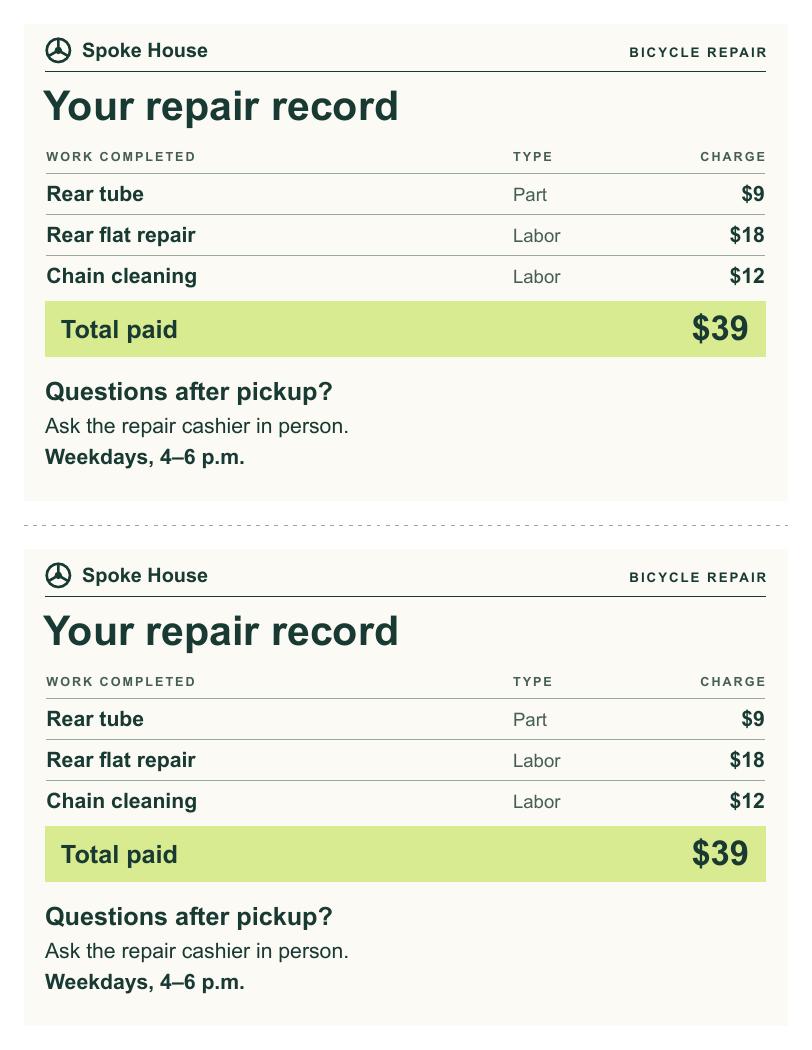 Spoke House BICYCLE REPAIR
Your repair record
WORK COMPLETED TYPE CHARGE
Rear tube Part $9
Rear flat repair Labor $18
Chain cleaning Labor $12
Total paid $39
Questions after pickup?
Ask the repair cashier in person.
Weekdays, 4–6 p.m.
Spoke House BICYCLE REPAIR
Your repair record
WORK COMPLETED TYPE CHARGE
Rear tube Part $9
Rear flat repair Labor $18
Chain cleaning Labor $12
Total paid $39
Questions after pickup?
Ask the repair cashier in person.
Weekdays, 4–6 p.m.